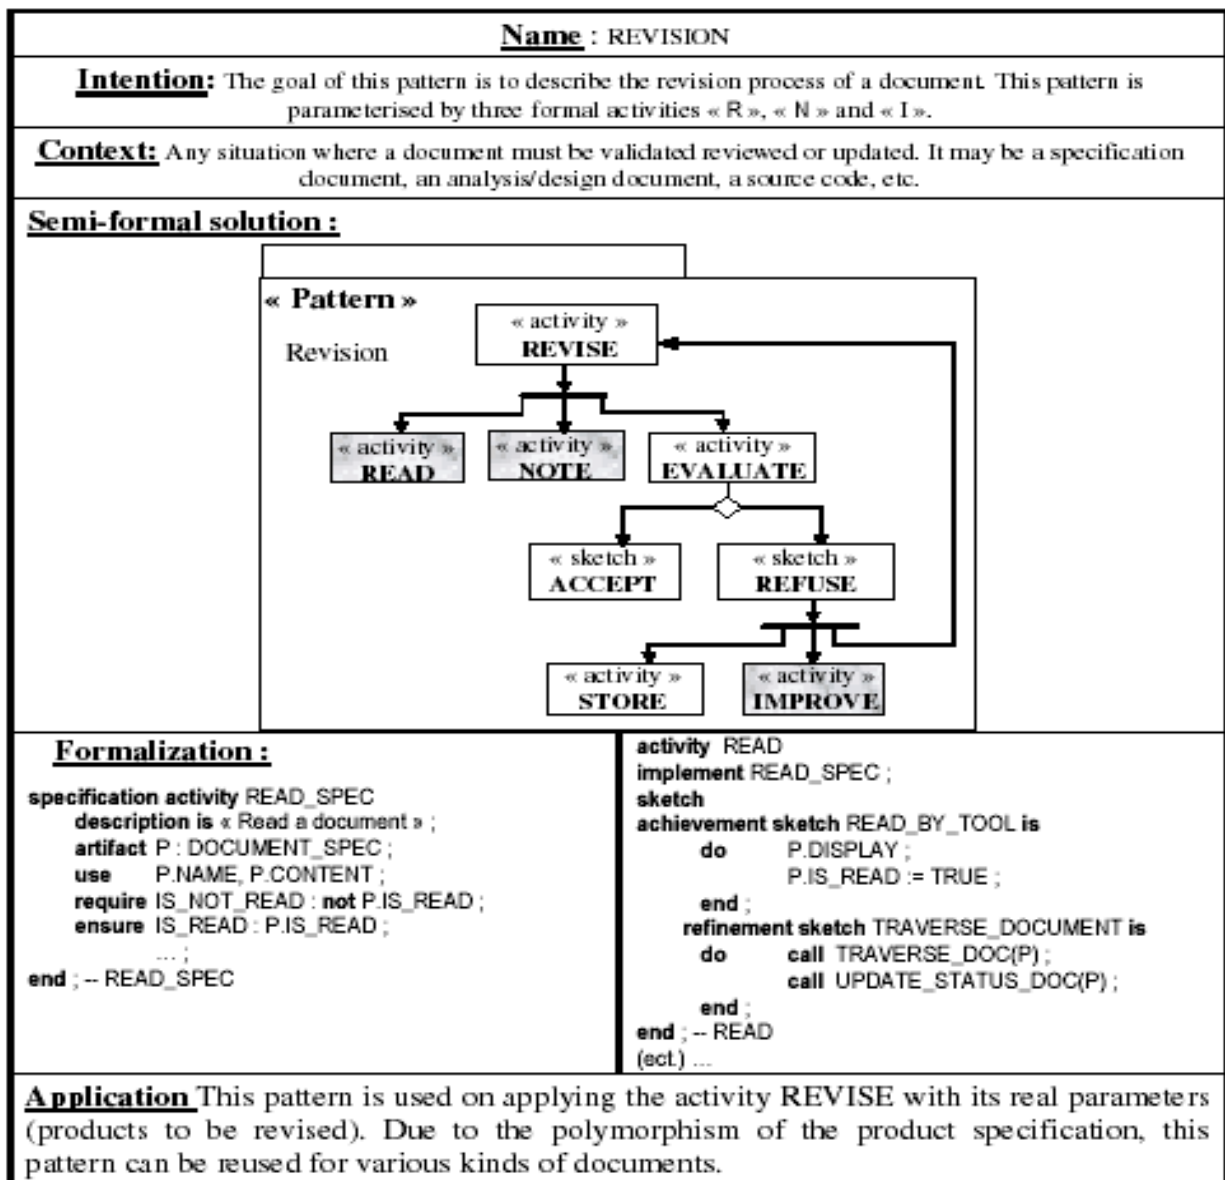 Name : REVISION
Intention: The goal of this pattern is to describe the revision process of a document. This pattern is
parameterised by three formal activities « R », « N » and « I ».
Context: Any situation where a document must be validated reviewed or updated. It may be a specification
document, an analysis/design document, a source code, etc.
Semi-formal solution :
« Pattern »
Revision
« activity »
REVISE
« activity »
READ
« activity »
NOTE
« activity »
EVALUATE
« sketch »
ACCEPT
« sketch »
REFUSE
« activity »
STORE
« activity »
IMPROVE
Formalization :
specification activity READ_SPEC
description is « Read a document » ;
artifact P : DOCUMENT_SPEC ;
use P.NAME, P.CONTENT ;
require IS_NOT_READ : not P.IS_READ ;
ensure IS_READ : P.IS_READ ;
... ;
end ; -- READ_SPEC
activity READ
implement READ_SPEC ;
sketch
achievement sketch READ_BY_TOOL is
do P.DISPLAY ;
P.IS_READ := TRUE ;
end ;
refinement sketch TRAVERSE_DOCUMENT is
do call TRAVERSE_DOC(P) ;
call UPDATE_STATUS_DOC(P) ;
end ;
end ; -- READ
(ect.) ...
Application This pattern is used on applying the activity REVISE with its real parameters
(products to be revised). Due to the polymorphism of the product specification, this
pattern can be reused for various kinds of documents.